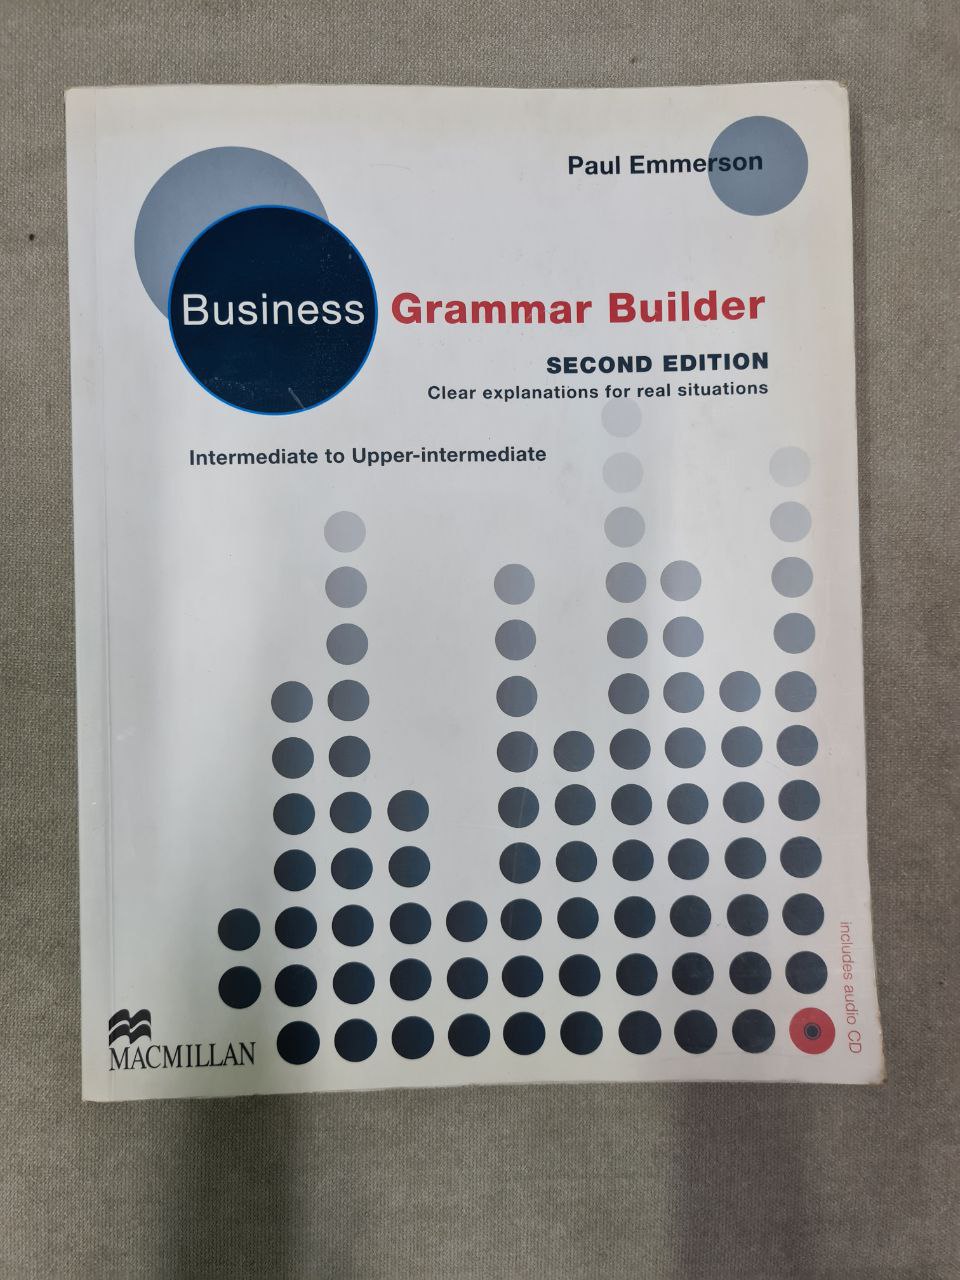 Paul Emmerson
Business Grammar Builder
SECOND EDITION
Clear explanations for real situations
Intermediate to Upper-intermediate
includes audio CD
MACMILLAN